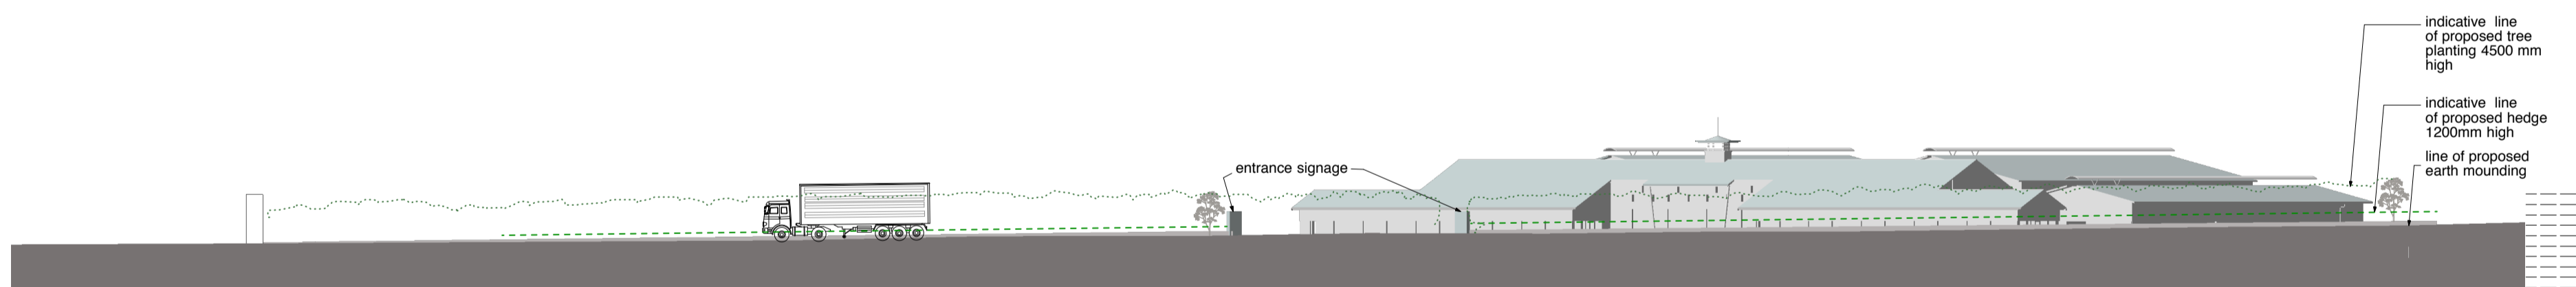 indicative line
of proposed tree
planting 4500 mm
high
indicative line
of proposed hedge
1200mm high
entrance signage
line of proposed
earth mounding